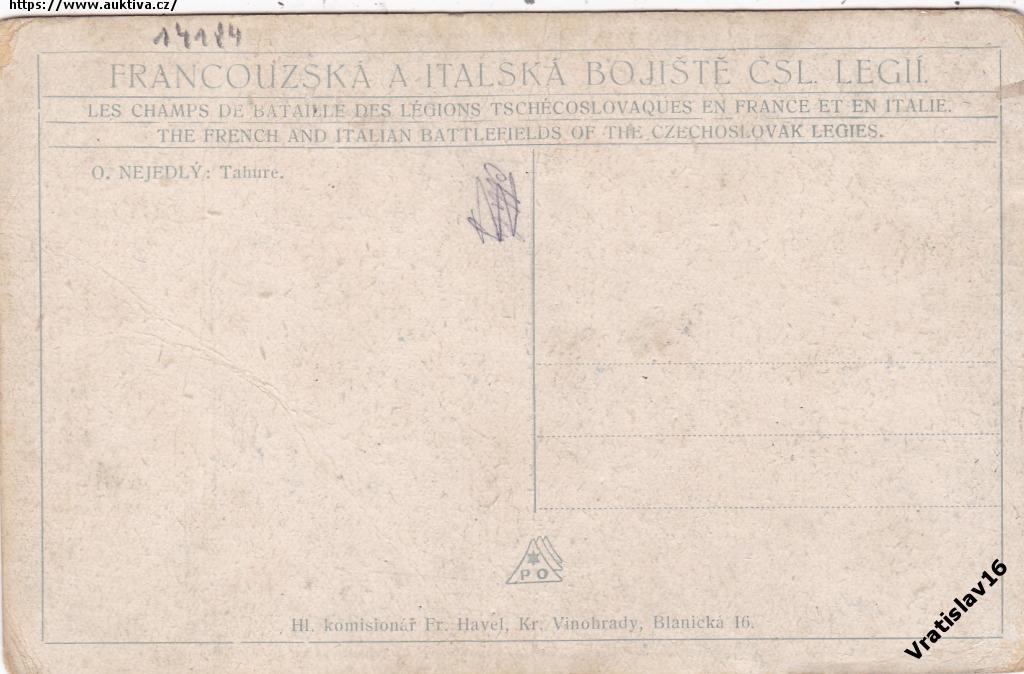 https://www.auktiva.cz/
14184
FRANCOUZSKÁ A ITALSKÁ BOJIŠTĚ ČSL. LEGIÍ.
LES CHAMPS DE BATAILLE DES LÉGIONS TSCHÉCOSLOVAQUES EN FRANCE ET EN ITALIE.
THE FRENCH AND ITALIAN BATTLEFIELDS OF THE CZECHOSLOVAK LEGIES.
O. NEJEDLÝ: Tahure.
PO
Hl. komisionář Fr. Havel, Kr. Vinohrady, Blanická 16.
Vratislav16